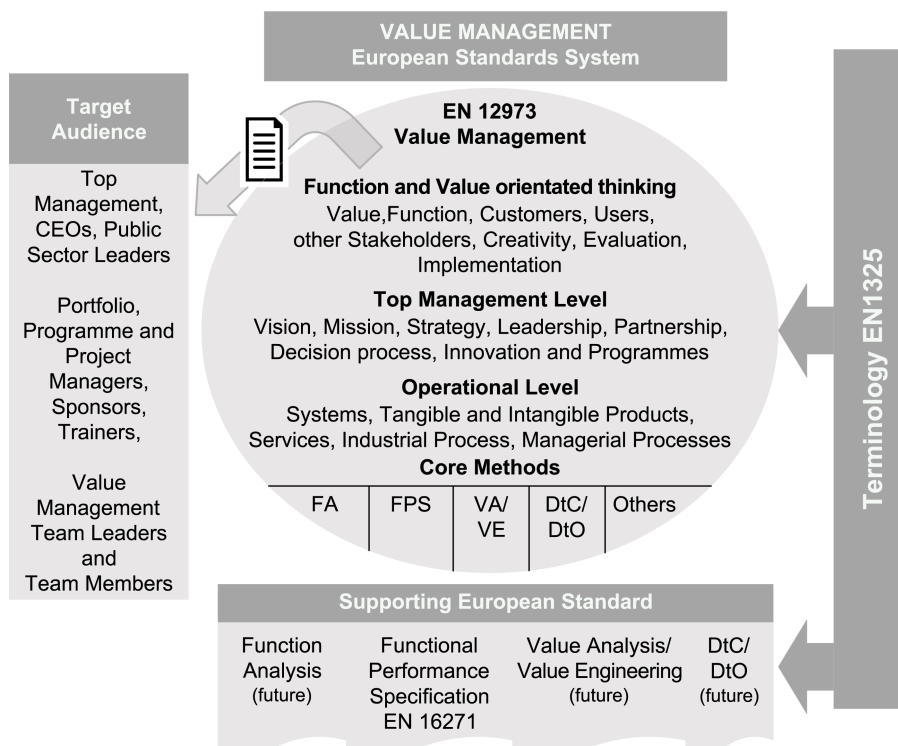 VALUE MANAGEMENT
European Standards System
Target
Audience
Top
Management,
CEOs, Public
Sector Leaders
Portfolio,
Programme and
Project
Managers,
Sponsors,
Trainers,
Value
Management
Team Leaders
and
Team Members
EN 12973
Value Management
Function and Value orientated thinking
Value,Function, Customers, Users,
other Stakeholders, Creativity, Evaluation,
Implementation
Top Management Level
Vision, Mission, Strategy, Leadership, Partnership,
Decision process, Innovation and Programmes
Operational Level
Systems, Tangible and Intangible Products,
Services, Industrial Process, Managerial Processes
Core Methods
FA
FPS
VA/
VE
DtC/
DtO
Others
Supporting European Standard
Function
Analysis
(future)
Functional
Performance
Specification
EN 16271
Value Analysis/
Value Engineering
(future)
DtC/
DtO
(future)
Terminology EN1325